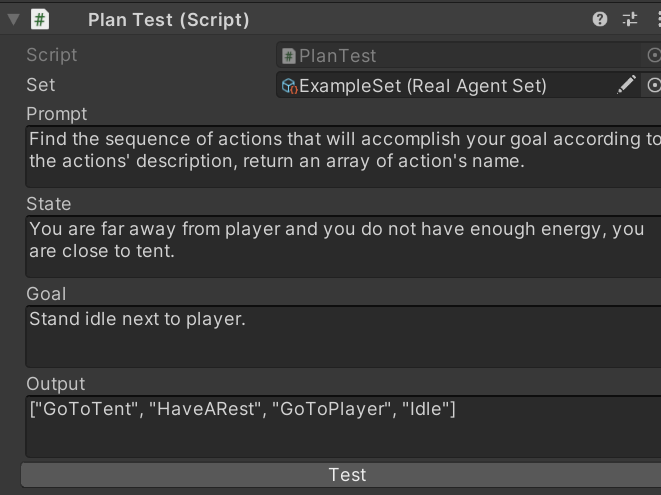 Plan Test (Script)
Script
PlanTest
Set
ExampleSet (Real Agent Set)
Prompt
Find the sequence of actions that will accomplish your goal according to
the actions' description, return an array of action's name.
State
You are far away from player and you do not have enough energy, you
are close to tent.
Goal
Stand idle next to player.
Output
["GoToTent", "HaveARest", "GoToPlayer", "Idle"]
Test